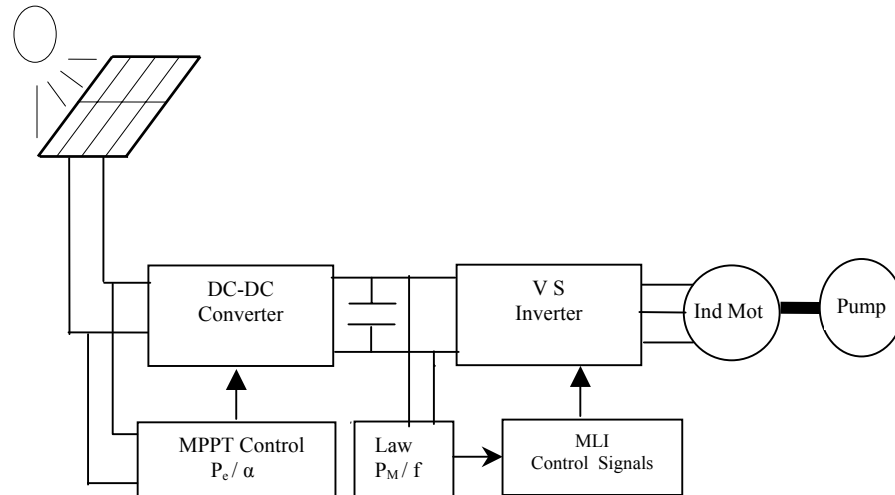 DC-DC
Converter
V S
Inverter
Ind Mot
Pump
MPPT Control
Pe / α
Law
PM / f
MLI
Control Signals